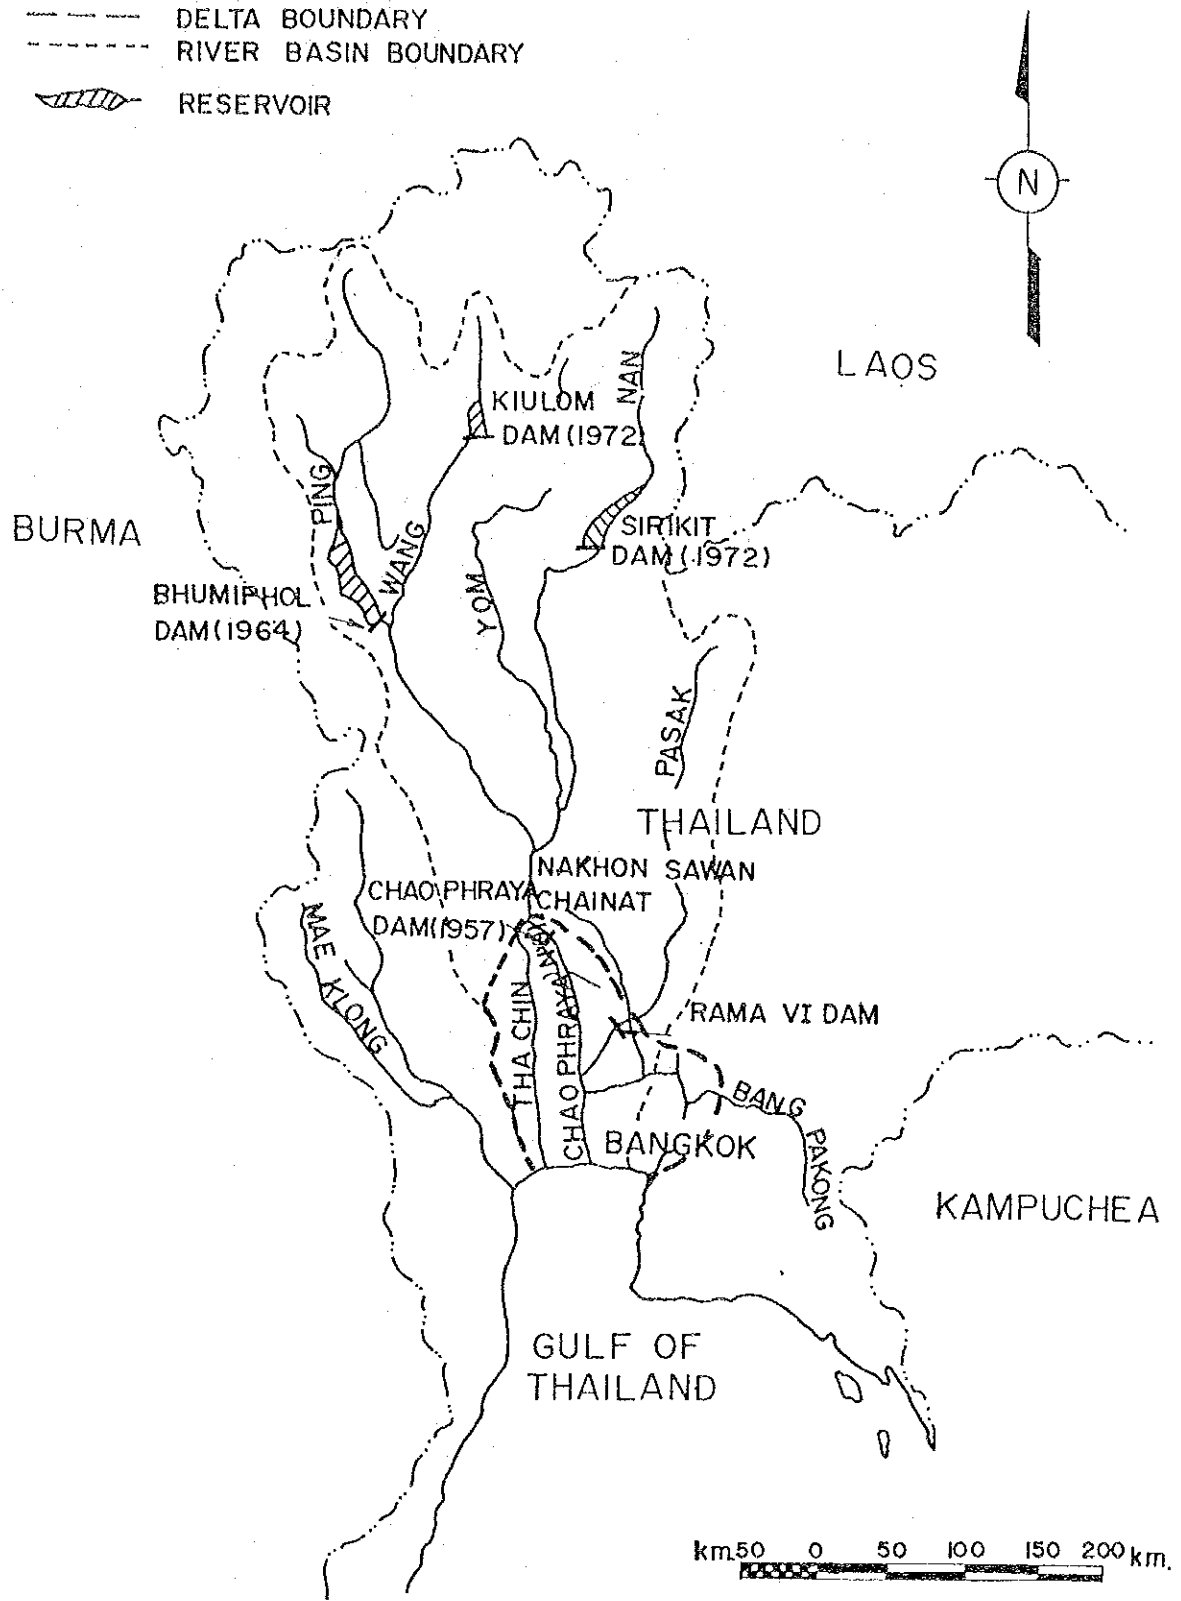 DELTA BOUNDARY
RIVER BASIN BOUNDARY
RESERVOIR
N
LAOS
NAN
KIULOM
DAM (1972)
PING
BURMA
WANG
SIRIKIT
DAM (1972)
YOM
BHUMIPHOL
DAM (1964)
PASAK
THAILAND
NAKHON SAWAN
CHAO PHRAYA
CHAINAT
DAM (1957)
MAE KLONG
THA CHIN
CHAO PHRAYA
RAMA VI DAM
BANG PAKONG
BANGKOK
KAMPUCHEA
GULF OF
THAILAND
km.50 0 50 100 150 200 km.